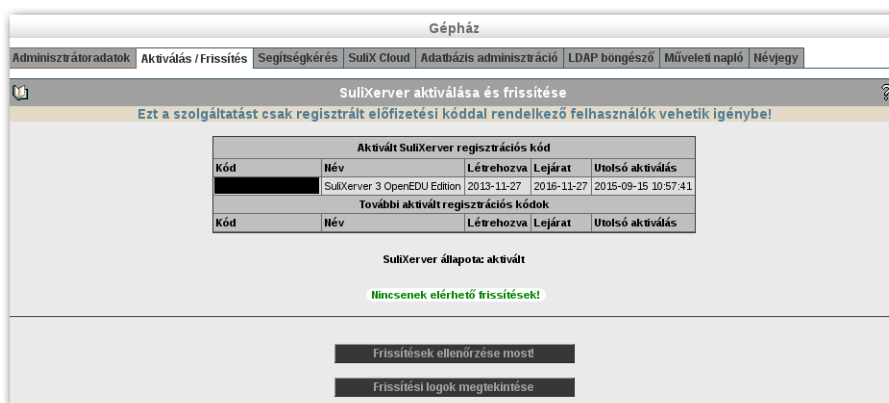 Gépház
Adminisztrátoradatok Aktiválás / Frissítés Segítségkérés SuliX Cloud Adatbázis adminisztráció LDAP böngésző Műveleti napló Névjegy
SuliXerver aktiválása és frissítése
Ezt a szolgáltatást csak regisztrált előfizetési kóddal rendelkező felhasználók vehetik igénybe!
Aktivált SuliXerver regisztrációs kód
Kód Név Létrehozva Lejárat Utolsó aktiválás
SuliXerver 3 OpenEDU Edition 2013-11-27 2016-11-27 2015-09-15 10:57:41
További aktivált regisztrációs kódok
Kód Név Létrehozva Lejárat Utolsó aktiválás
SuliXerver állapota: aktivált
Nincsenek elérhető frissítések!
Frissítések ellenőrzése most!
Frissítési logok megtekintése